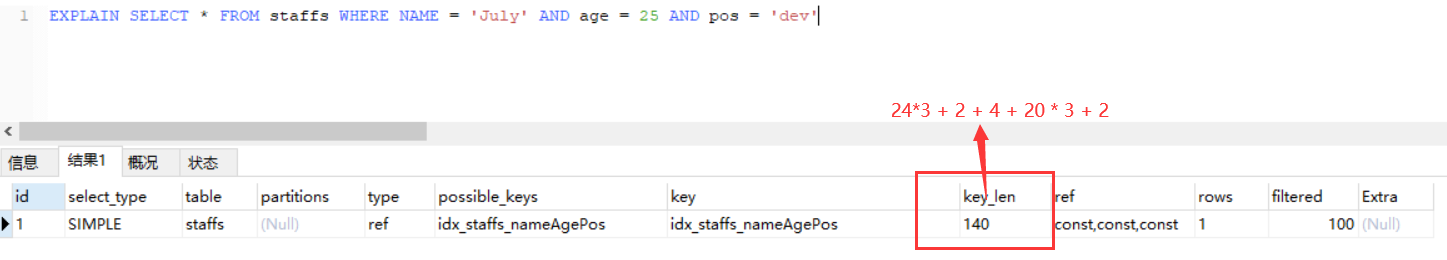 1 EXPLAIN SELECT * FROM staffs WHERE NAME = 'July' AND age = 25 AND pos = 'dev'
24*3 + 2 + 4 + 20 * 3 + 2
信息 结果1 概况 状态
id select_type table partitions type possible_keys key key_len ref rows filtered Extra
1 SIMPLE staffs (Null) ref idx_staffs_nameAgePos idx_staffs_nameAgePos 140 const,const,const 1 100 (Null)